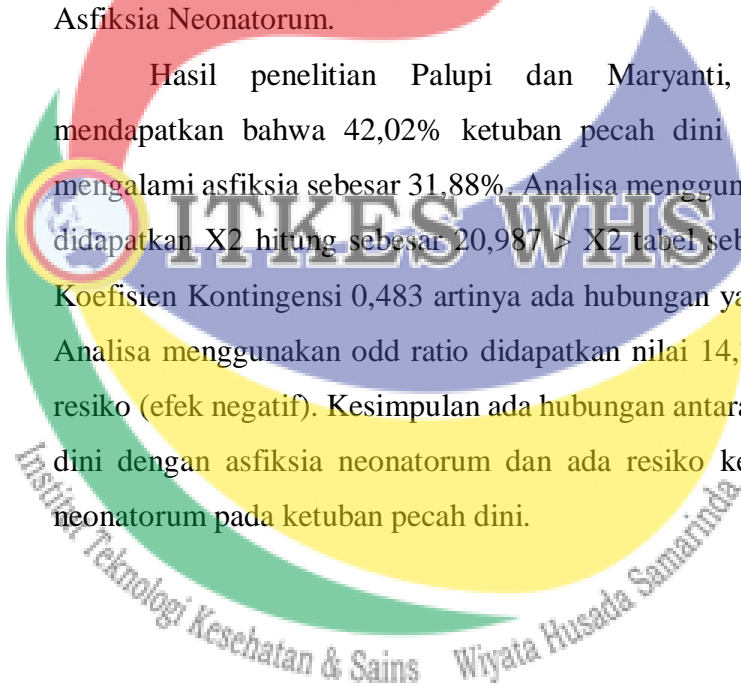 Asfiksia Neonatorum.
Hasil penelitian Palupi dan Maryanti,
mendapatkan bahwa 42,02% ketuban pecah dini
mengalami asfiksia sebesar 31,88%. Analisa menggun
didapatkan X2 hitung sebesar 20,987 > X2 tabel seb
Koefisien Kontingensi 0,483 artinya ada hubungan ya
Analisa menggunakan odd ratio didapatkan nilai 14,
resiko (efek negatif). Kesimpulan ada hubungan antara
dini dengan asfiksia neonatorum dan ada resiko ke
neonatorum pada ketuban pecah dini.
ITKES WHS
Institut Teknologi Kesehatan & Sains Wiyata Husada Samarinda